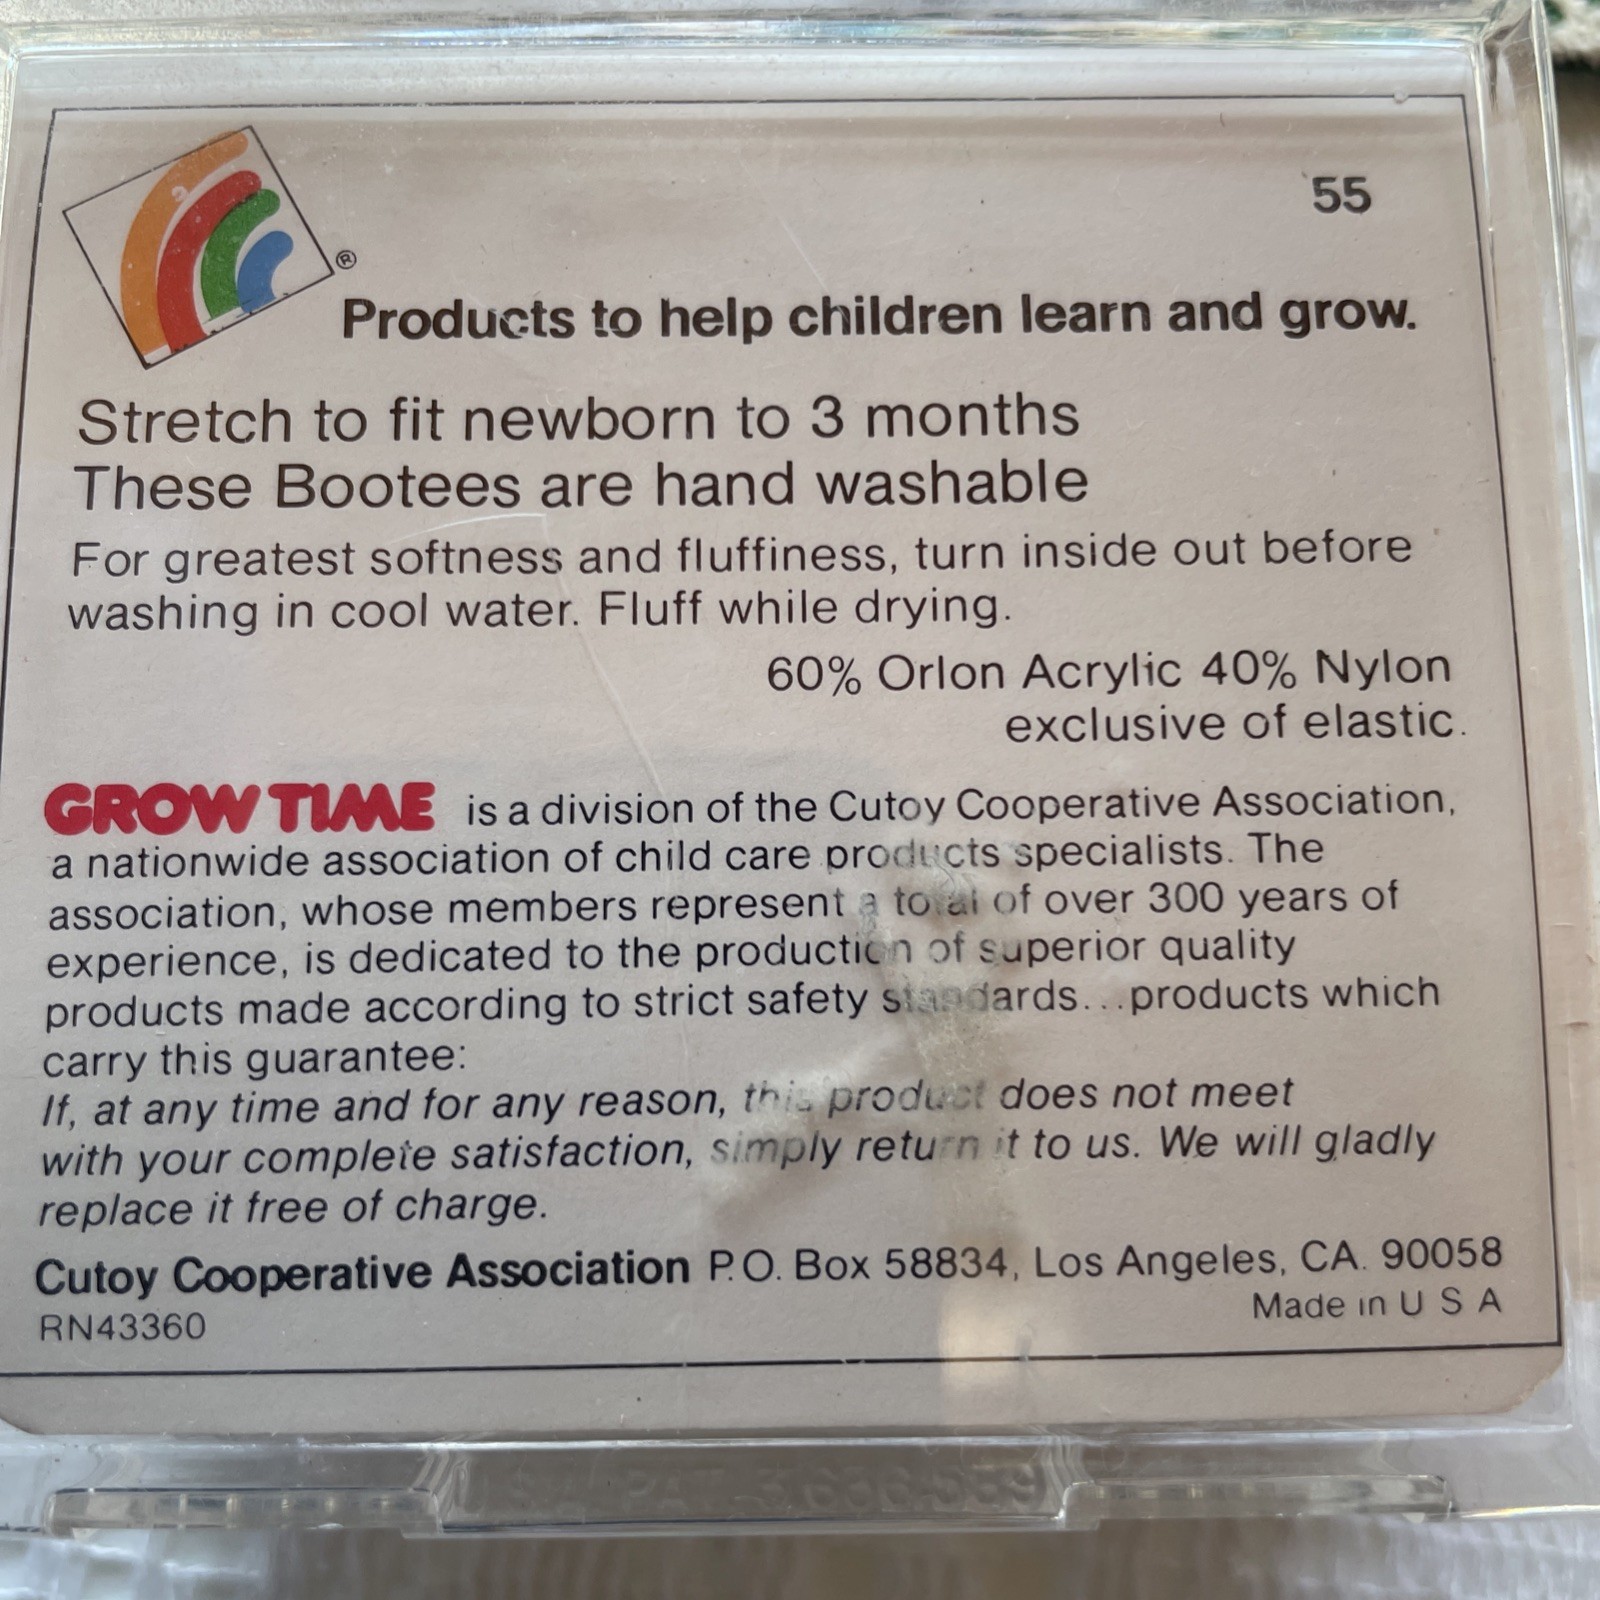 55
®
Products to help children learn and grow.
Stretch to fit newborn to 3 months
These Bootees are hand washable
For greatest softness and fluffiness, turn inside out before
washing in cool water. Fluff while drying.
60% Orlon Acrylic 40% Nylon
exclusive of elastic.
GROW TIME is a division of the Cutoy Cooperative Association,
a nationwide association of child care products specialists. The
association, whose members represent a total of over 300 years of
experience, is dedicated to the production of superior quality
products made according to strict safety standards...products which
carry this guarantee:
If, at any time and for any reason, this product does not meet
with your complete satisfaction, simply return it to us. We will gladly
replace it free of charge.
Cutoy Cooperative Association P.O. Box 58834, Los Angeles, CA. 90058
RN43360
Made in U S A
PAT